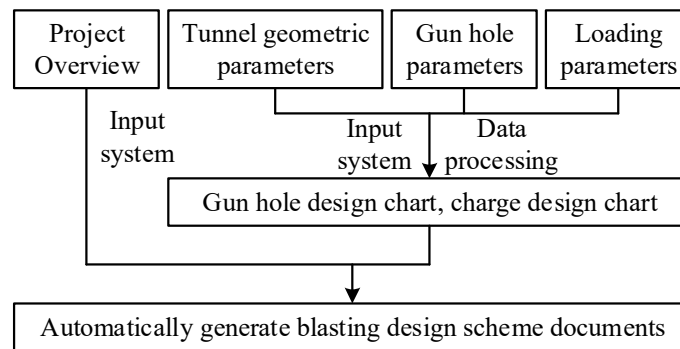 Project
Overview
Tunnel geometric
parameters
Gun hole
parameters
Loading
parameters
Input
system
Input
system
Data
processing
Gun hole design chart, charge design chart
Automatically generate blasting design scheme documents